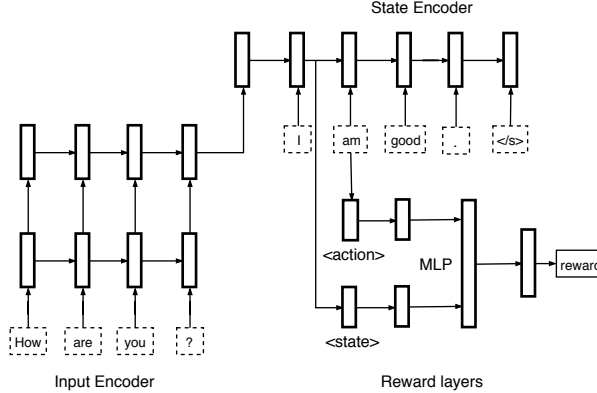 State Encoder
I am good . </s>
<action>
MLP
reward
<state>
How are you ?
Input Encoder
Reward layers